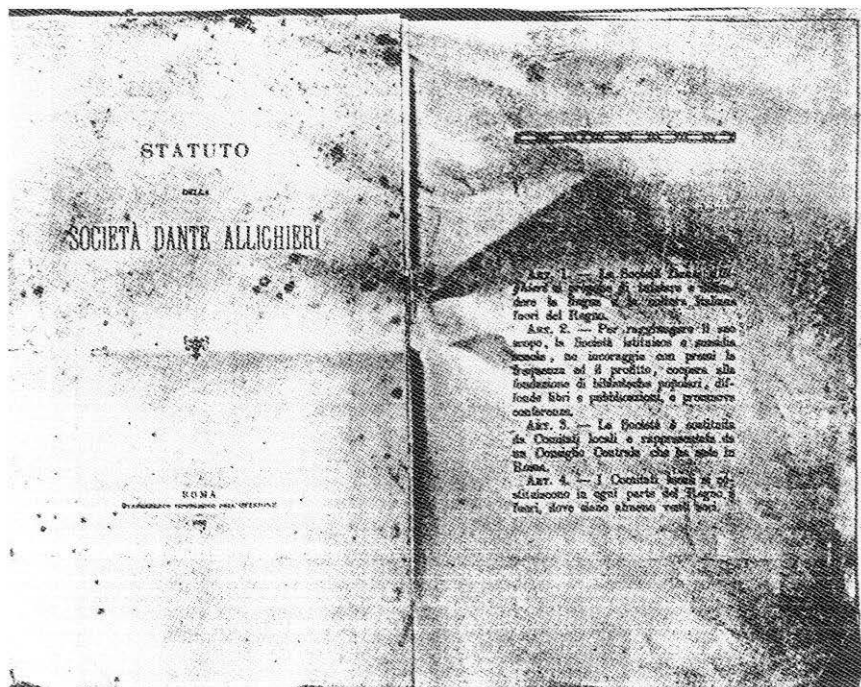 STATUTO
DELLA
SOCIETÀ DANTE ALLIGHIERI
ROMA
STABILIMENTO TIPOGRAFICO DELL'OPINIONE
ART. 1. — La Società Dante Alli-
ghieri si propone di tutelare e diffon-
dere la lingua e la coltura italiana
fuori del Regno.
ART. 2. — Per raggiungere il suo
scopo, la Società istituisce e sussidia
scuole, ne incoraggia con premi la
frequenza ed il profitto, coopera alla
fondazione di biblioteche popolari, dif-
fonde libri e pubblicazioni, e promuove
conferenze.
ART. 3. — La Società è costituita
da Comitati locali e rappresentata da
un Consiglio Centrale che ha sede in
Roma.
ART. 4. — I Comitati locali si co-
stituiscono in ogni parte del Regno e
fuori, dove siano almeno venti soci.